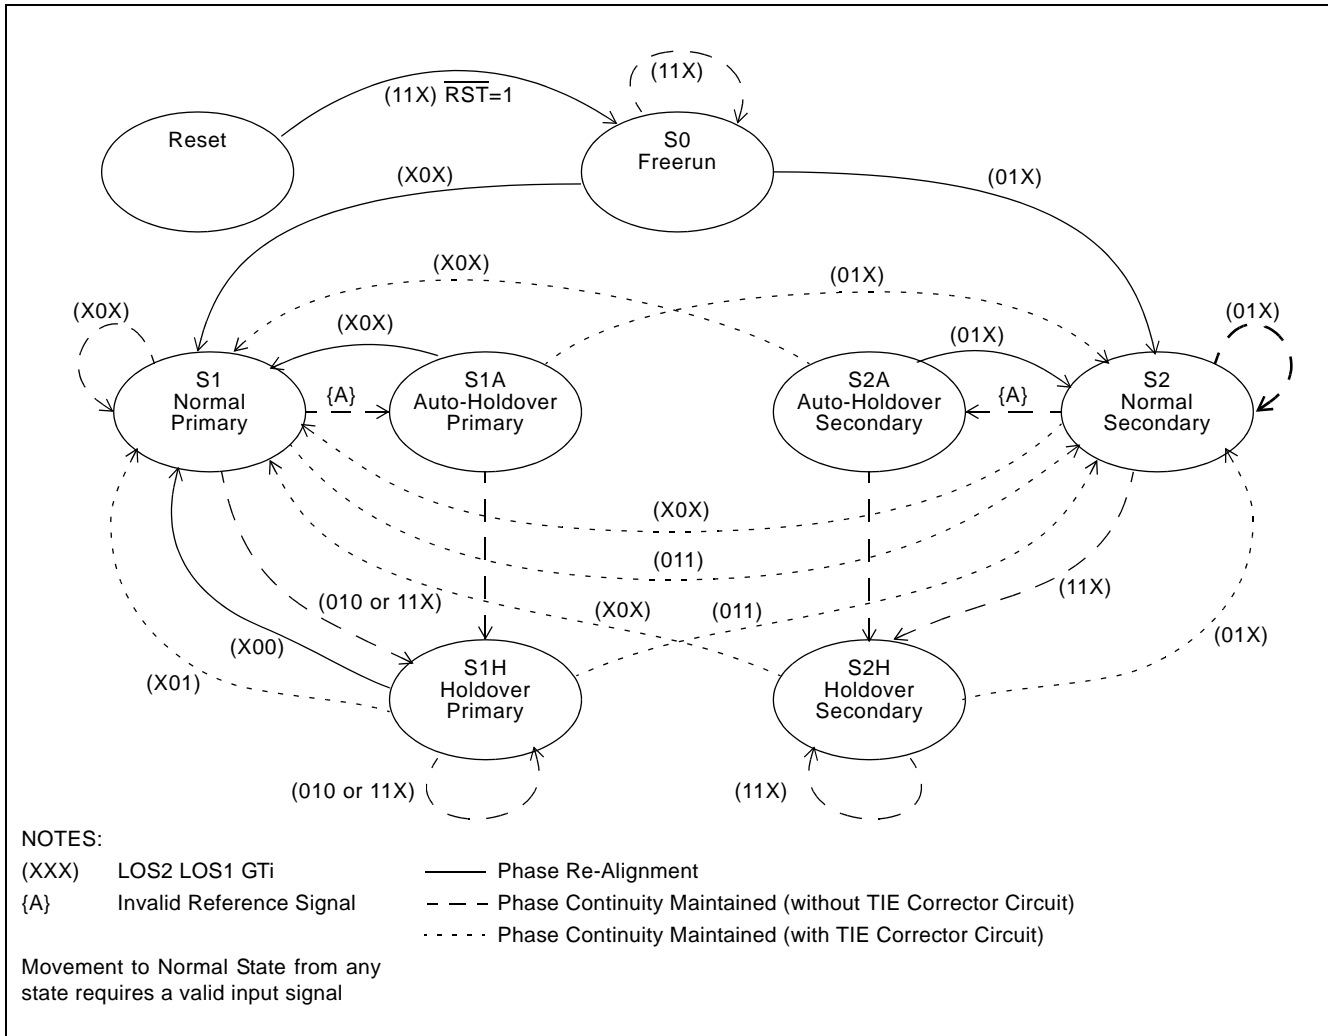 (11X)
(11X) RST=1
Reset
S0
Freerun
(X0X)
(01X)
(X0X)
(01X)
(X0X)
(X0X)
(01X)
(01X)
S1
Normal
Primary
{A}
S1A
Auto-Holdover
Primary
S2A
Auto-Holdover
Secondary
{A}
S2
Normal
Secondary
(X0X)
(011)
(010 or 11X)
(X0X)
(011)
(11X)
(X00)
(01X)
(X01)
S1H
Holdover
Primary
S2H
Holdover
Secondary
(010 or 11X)
(11X)
NOTES:
(XXX) LOS2 LOS1 GTi
Phase Re-Alignment
{A} Invalid Reference Signal
Phase Continuity Maintained (without TIE Corrector Circuit)
Phase Continuity Maintained (with TIE Corrector Circuit)
Movement to Normal State from any
state requires a valid input signal